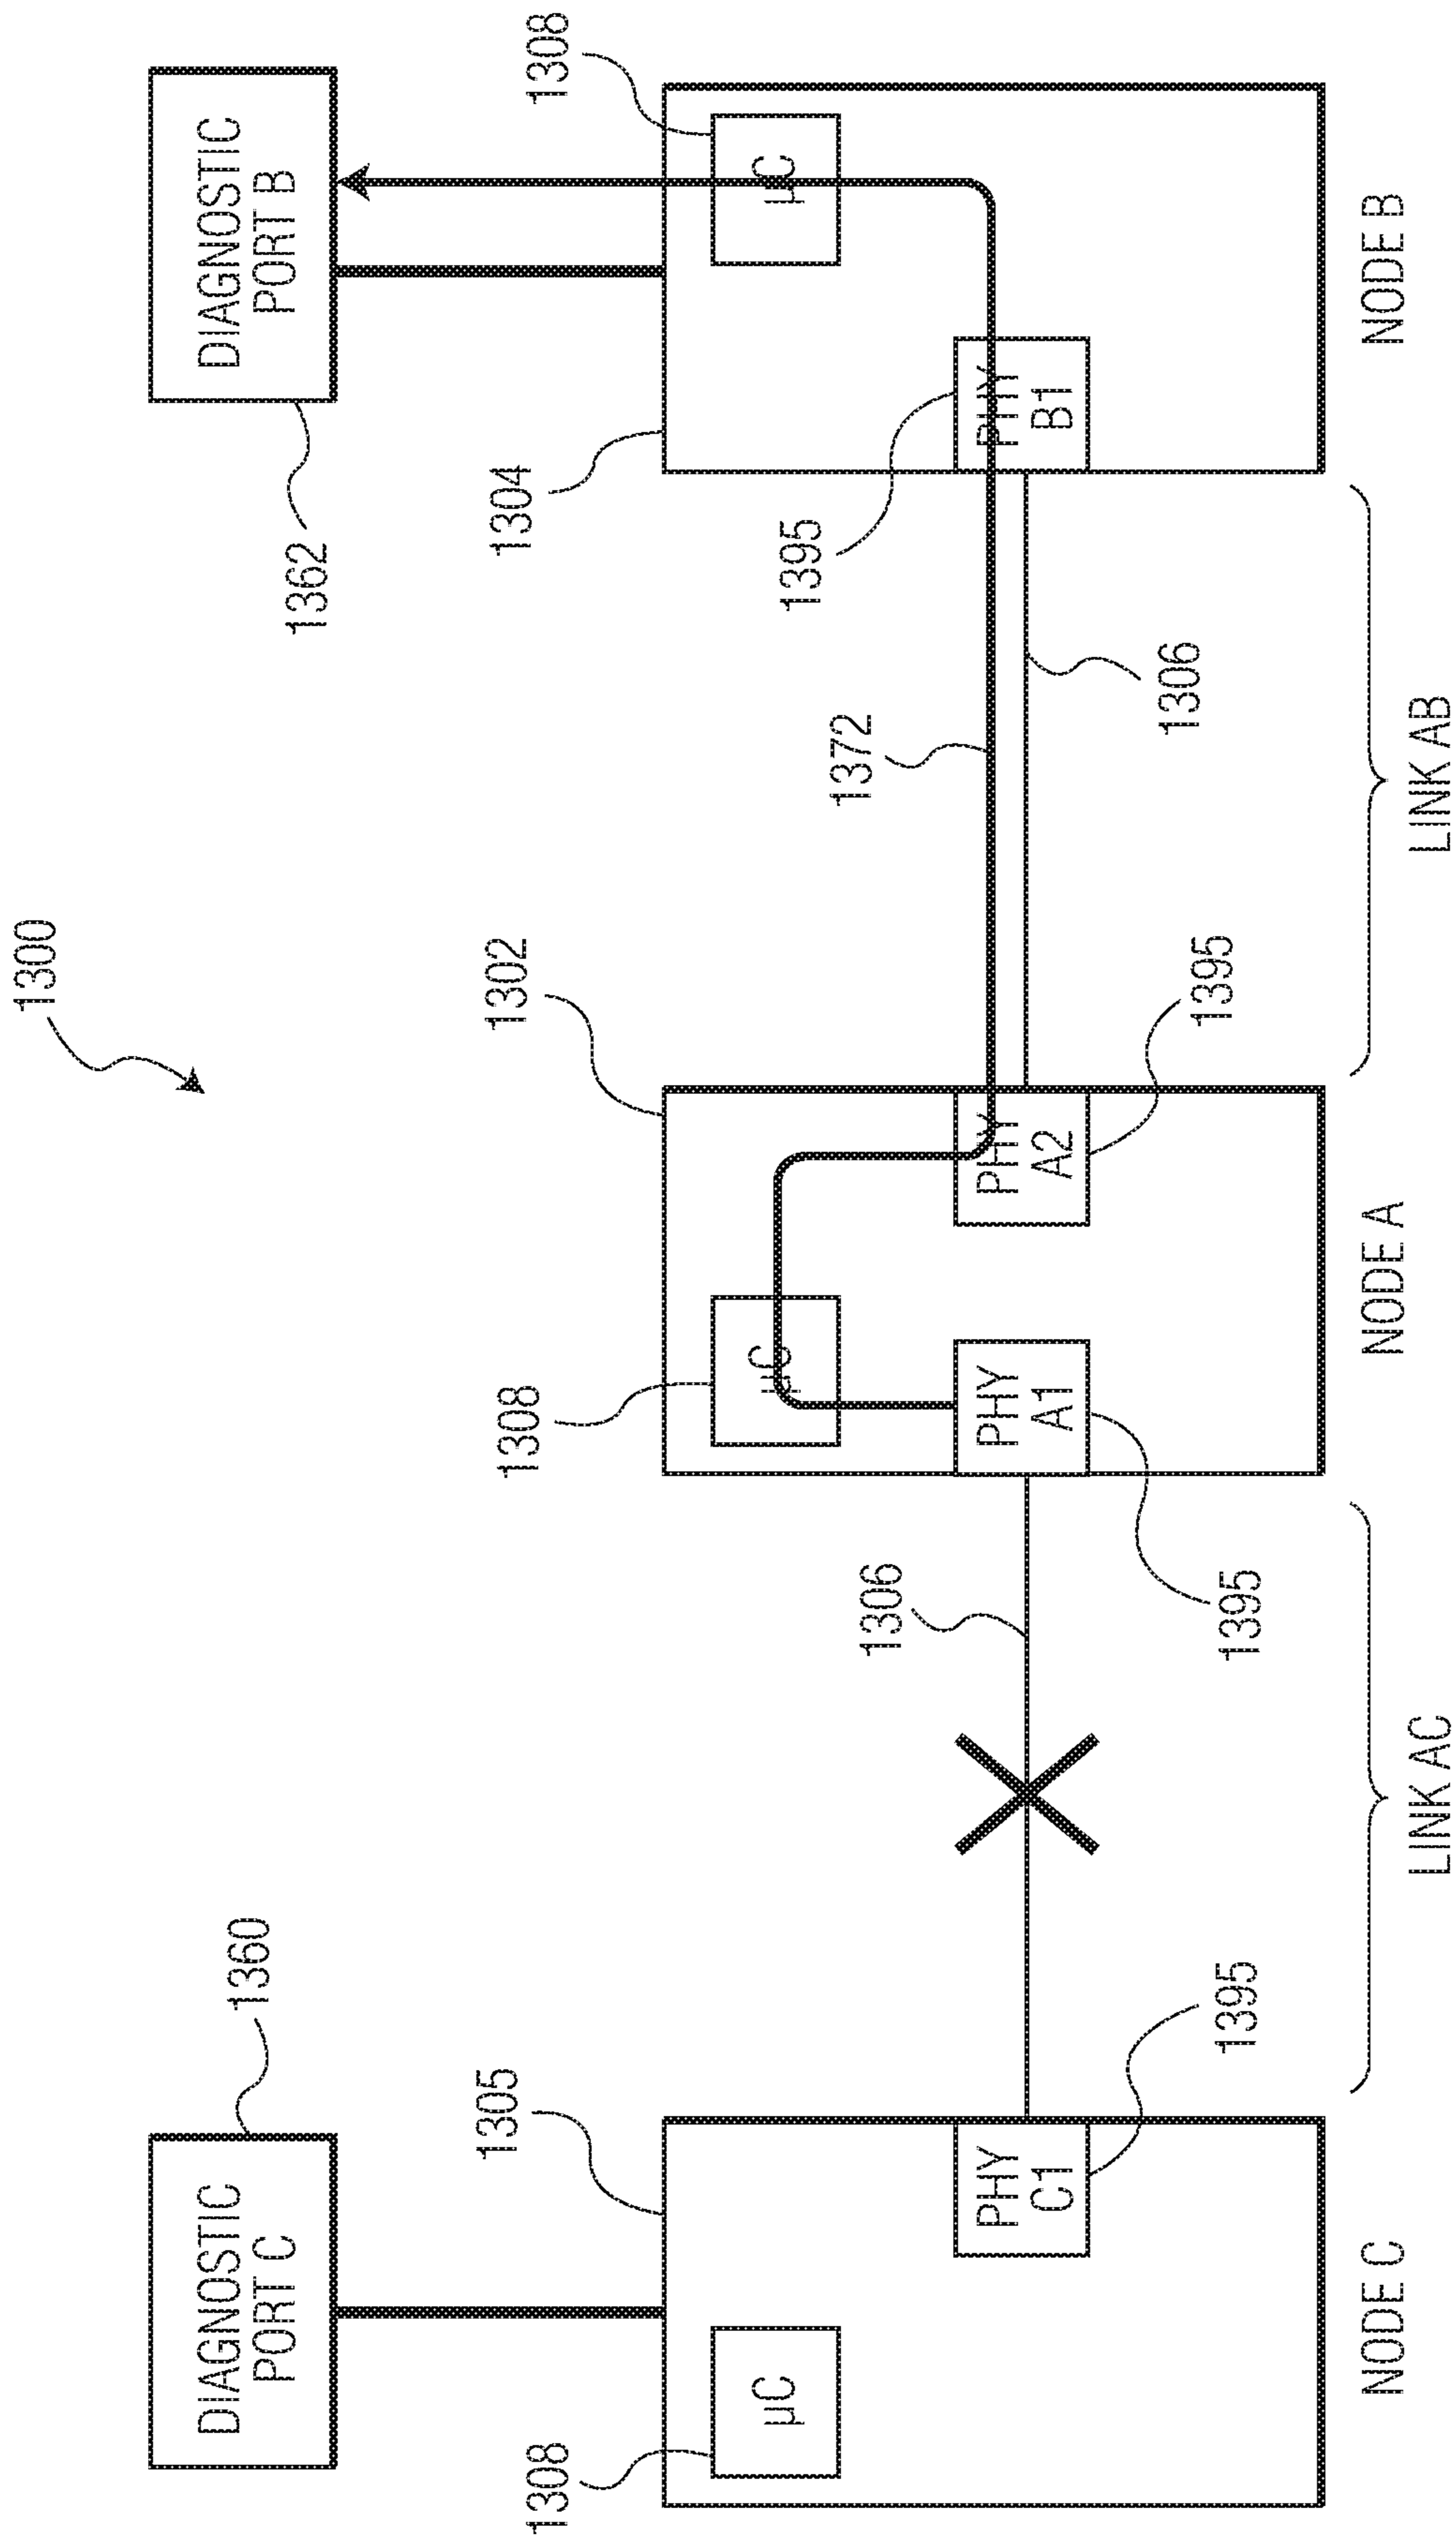 1300
DIAGNOSTIC
PORT C
1360
DIAGNOSTIC
PORT B
1362
1308
µC
1305
PHY
C1
1395
NODE C
1306
LINK AC
1308
µC
1302
PHY
A1
1395
PHY
A2
1395
NODE A
1372
1306
LINK AB
1304
1308
µC
1395
PHY
B1
NODE B